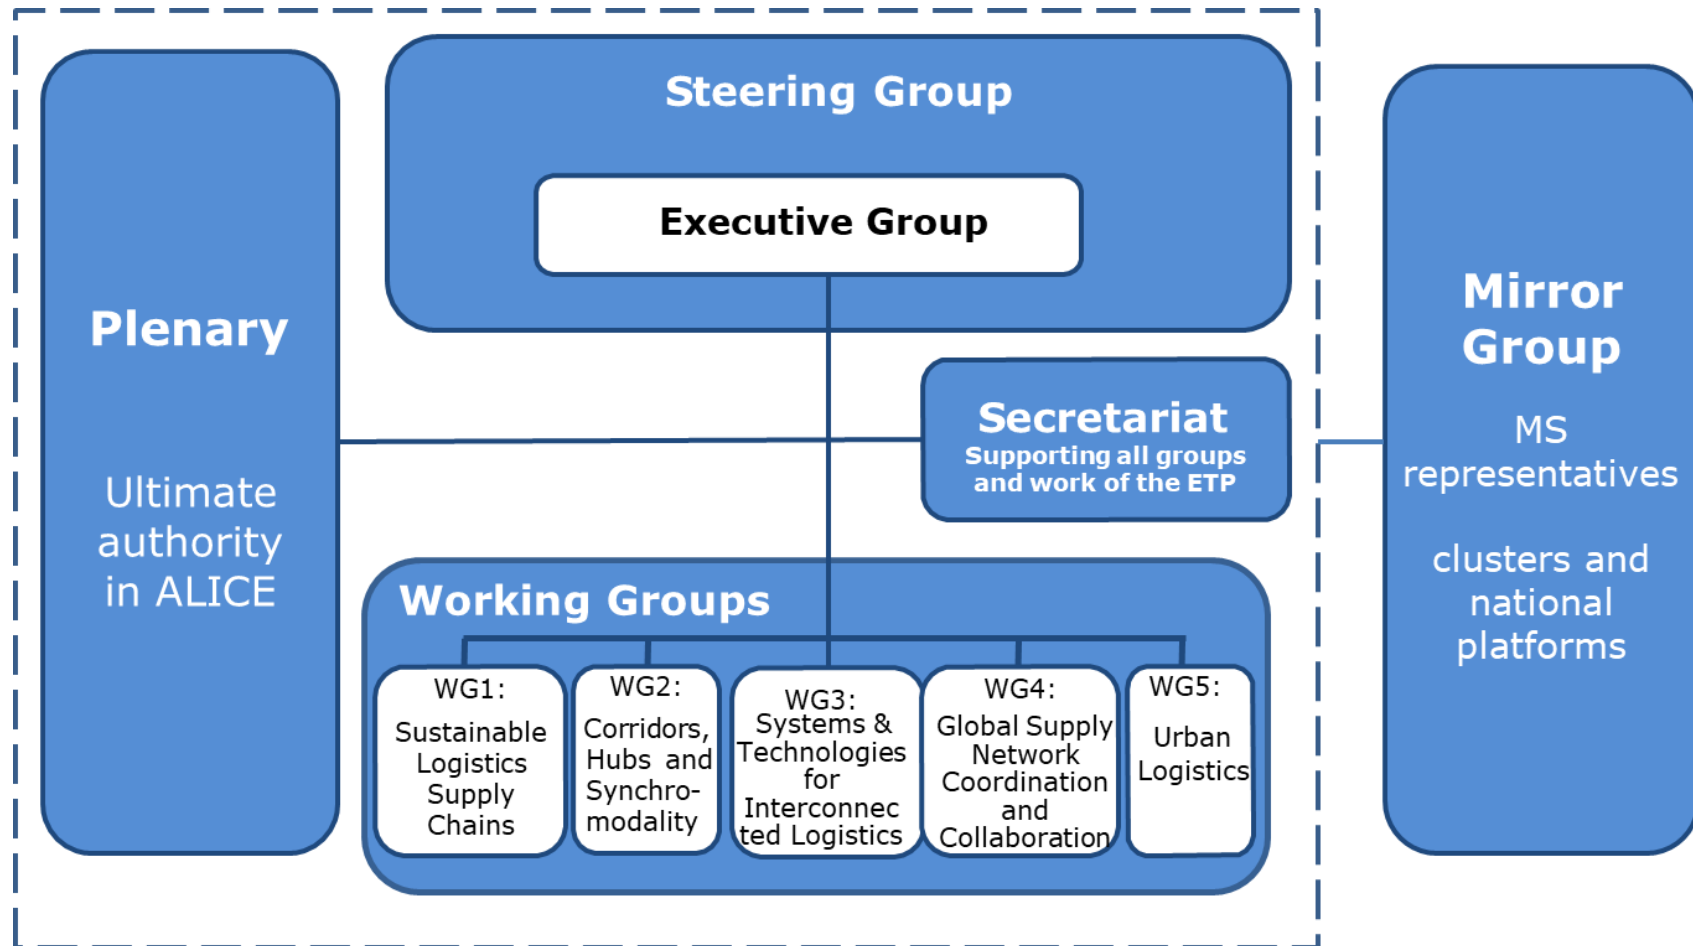 Steering Group
Executive Group
Plenary
Ultimate
authority
in ALICE
Secretariat
Supporting all groups
and work of the ETP
Mirror
Group
MS
representatives
clusters and
national
platforms
Working Groups
WG1:
Sustainable
Logistics
Supply
Chains
WG2:
Corridors,
Hubs and
Synchro-
modality
WG3:
Systems &
Technologies
for
Interconnec
ted Logistics
WG4:
Global Supply
Network
Coordination
and
Collaboration
WG5:
Urban
Logistics